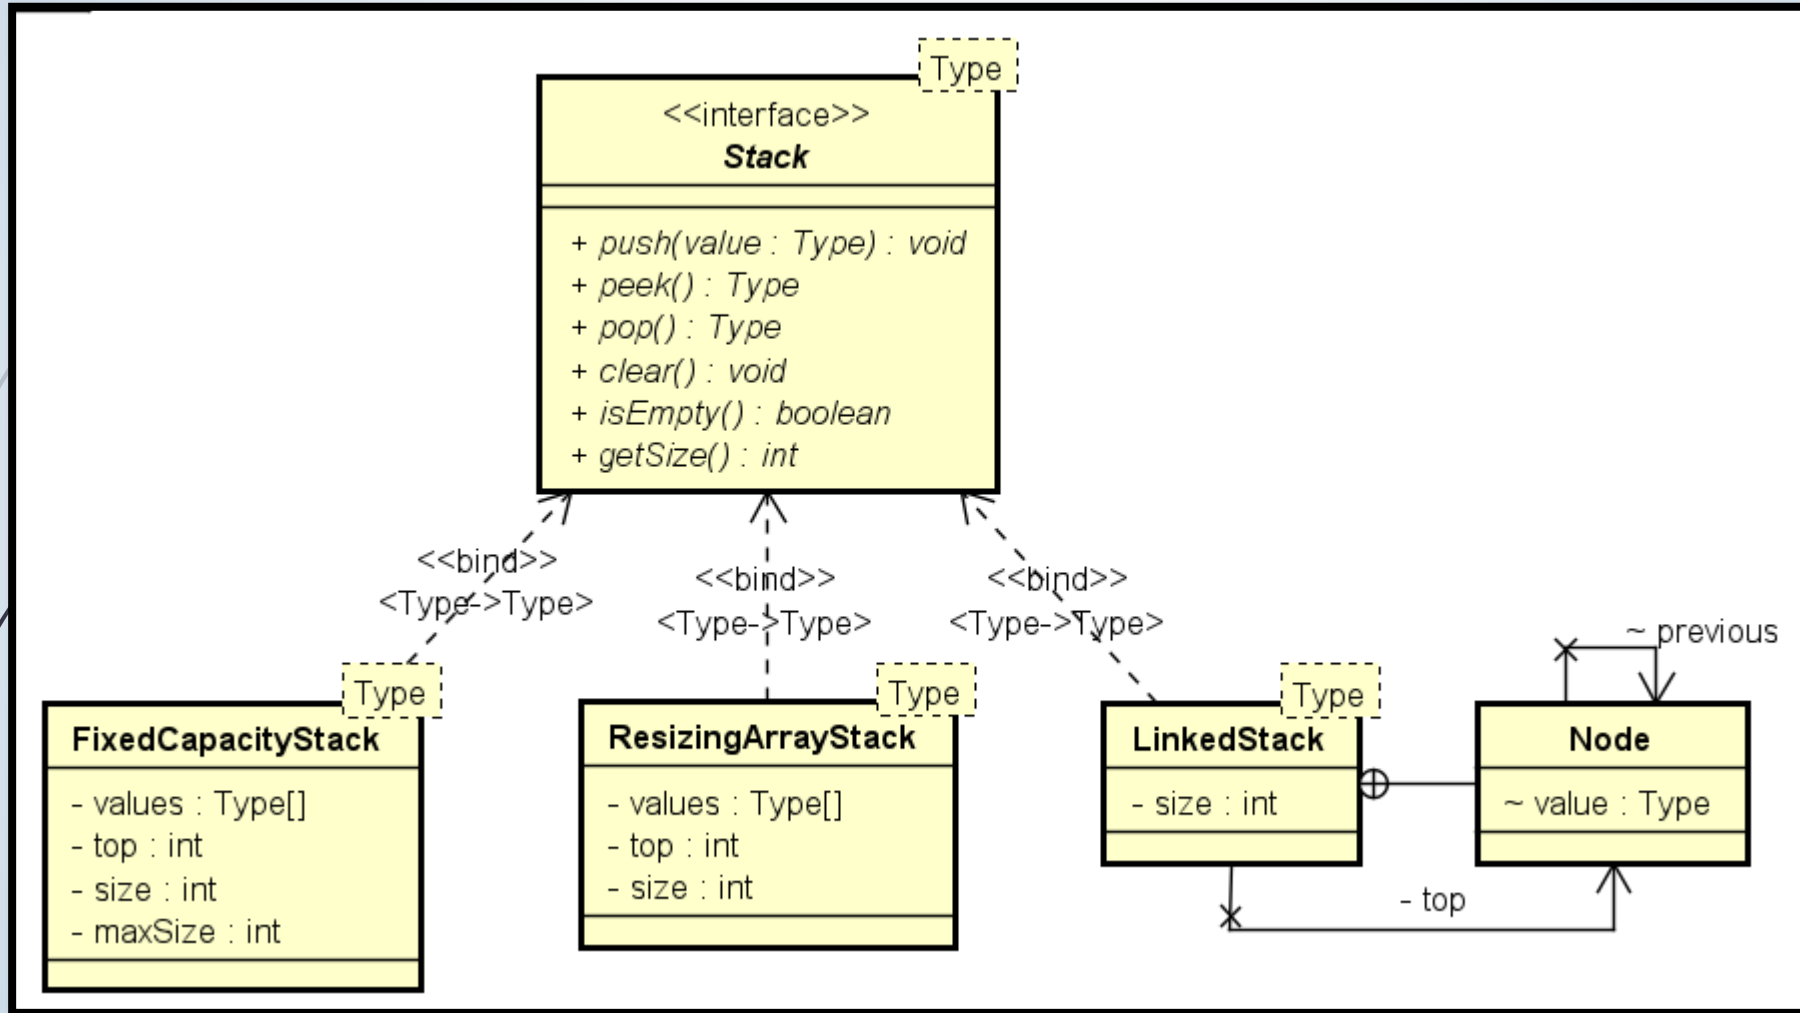 Type
<<interface>>
Stack
+ push(value : Type) : void
+ peek() : Type
+ pop() : Type
+ clear() : void
+ isEmpty() : boolean
+ getSize() : int
<<bind>>
<Type->Type>
<<bind>>
<Type->Type>
<<bind>>
<Type->Type>
Type
FixedCapacityStack
- values : Type[]
- top : int
- size : int
- maxSize : int
Type
ResizingArrayStack
- values : Type[]
- top : int
- size : int
Type
LinkedStack
- size : int
~ previous
Node
~ value : Type
- top